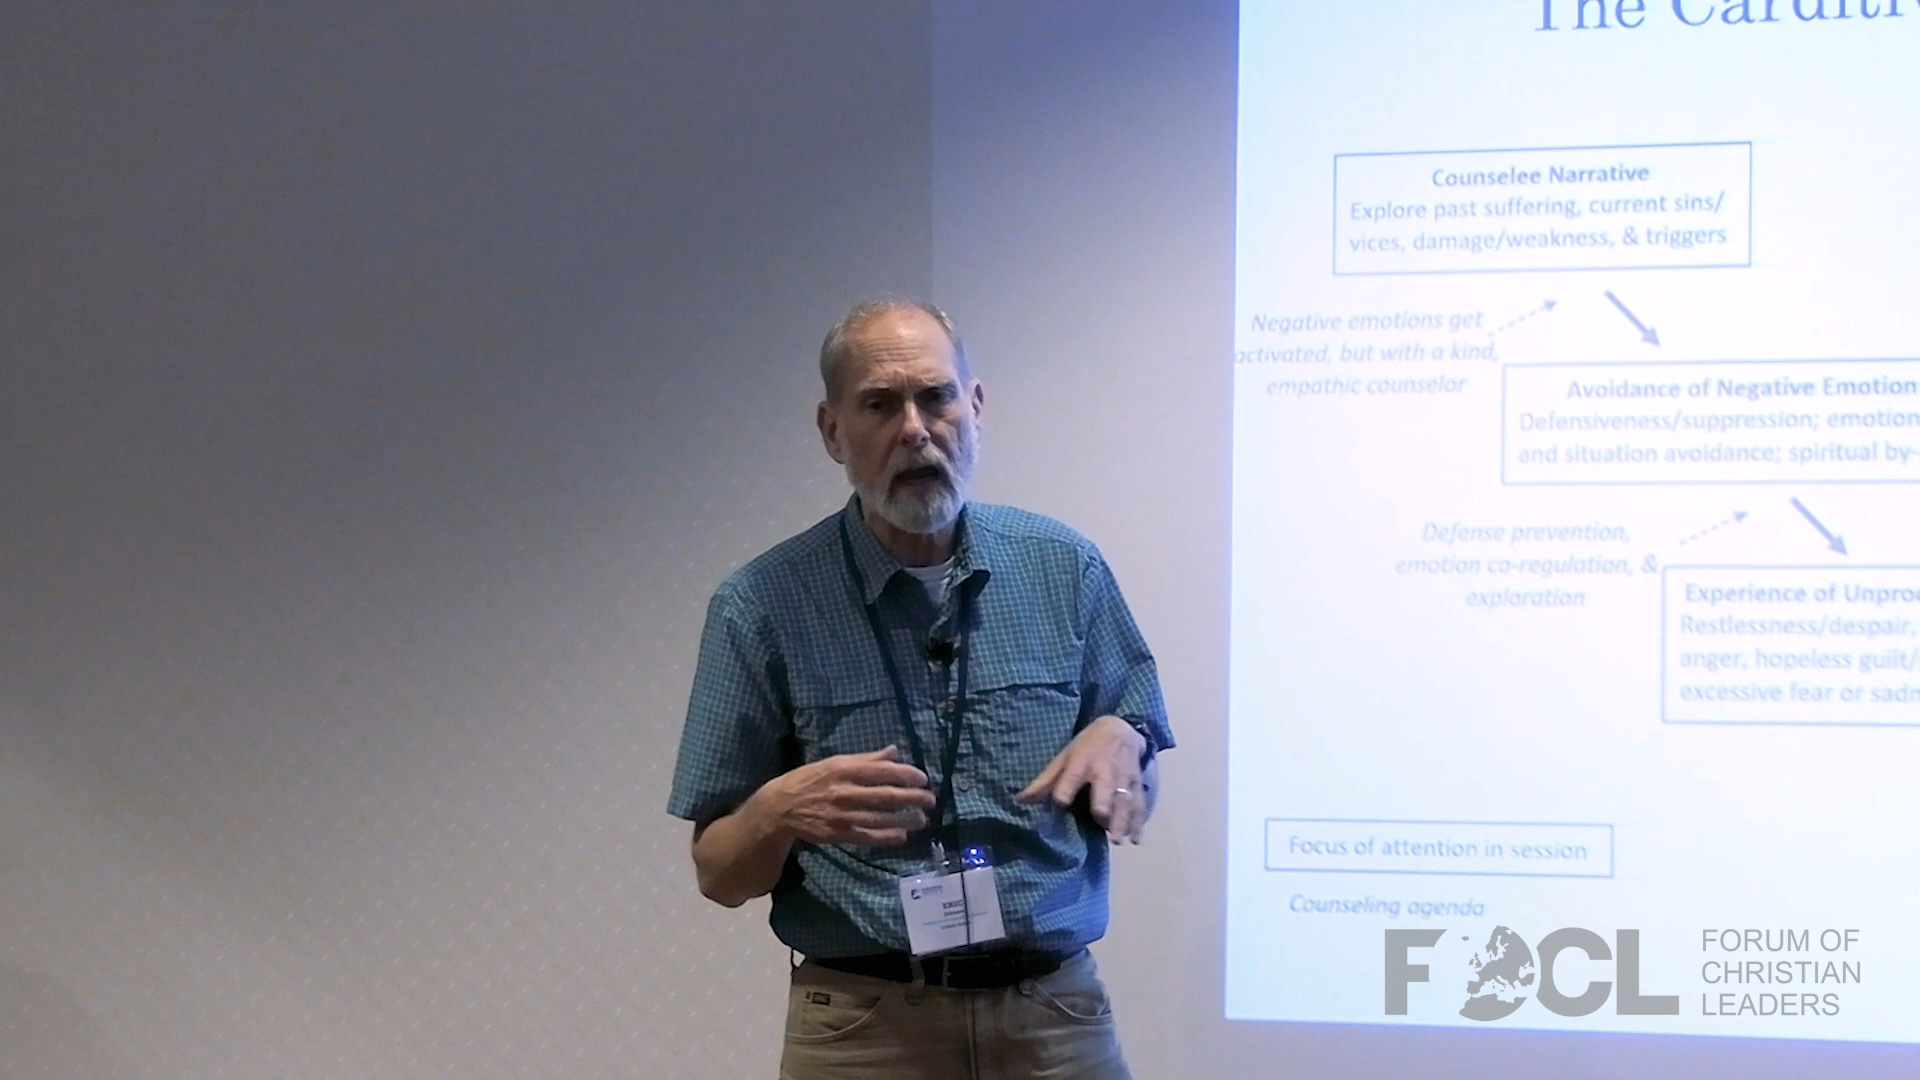 The Carditi
Counselee Narrative
Explore past suffering, current sins/
vices, damage/weakness, & triggers
Negative emotions get
activated, but with a kind,
empathic counselor
Avoidance of Negative Emotion
Defensiveness/suppression; emotion
and situation avoidance; spiritual by-
Defense prevention,
emotion co-regulation, &
exploration
Experience of Unproc
Restlessness/despair,
anger, hopeless guilt/
excessive fear or sadn
Focus of attention in session
Counseling agenda
ERIC
FOCL
FORUM OF
CHRISTIAN
LEADERS